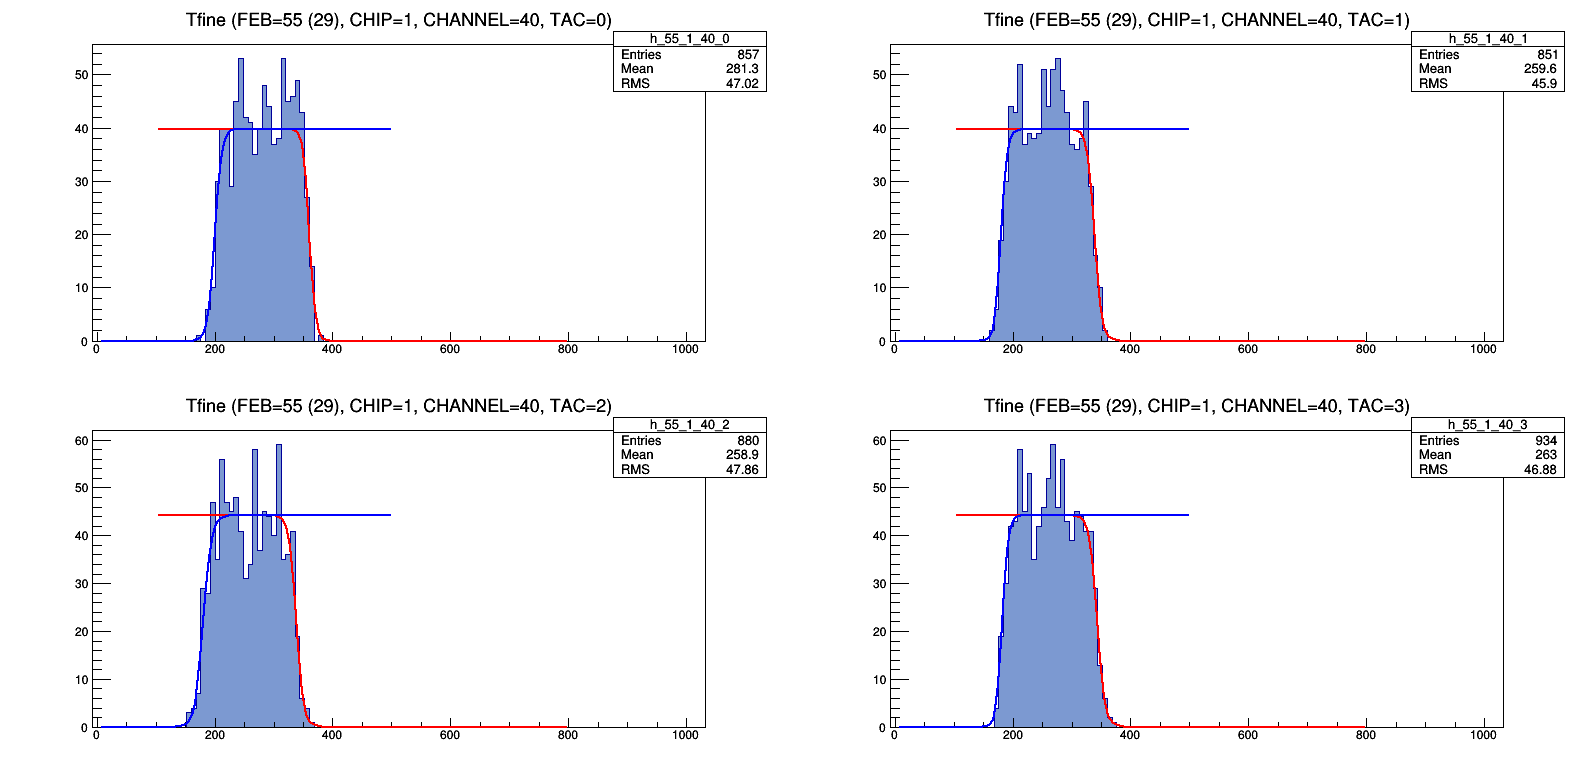 Tfine (FEB=55 (29), CHIP=1, CHANNEL=40, TAC=0)
h_55_1_40_0
Entries 857
Mean 281.3
RMS 47.02
50
40
30
20
10
0
0 200 400 600 800 1000
Tfine (FEB=55 (29), CHIP=1, CHANNEL=40, TAC=1)
h_55_1_40_1
Entries 851
Mean 259.6
RMS 45.9
50
40
30
20
10
0
0 200 400 600 800 1000
Tfine (FEB=55 (29), CHIP=1, CHANNEL=40, TAC=2)
h_55_1_40_2
Entries 880
Mean 258.9
RMS 47.86
60
50
40
30
20
10
0
0 200 400 600 800 1000
Tfine (FEB=55 (29), CHIP=1, CHANNEL=40, TAC=3)
h_55_1_40_3
Entries 934
Mean 263
RMS 46.88
60
50
40
30
20
10
0
0 200 400 600 800 1000